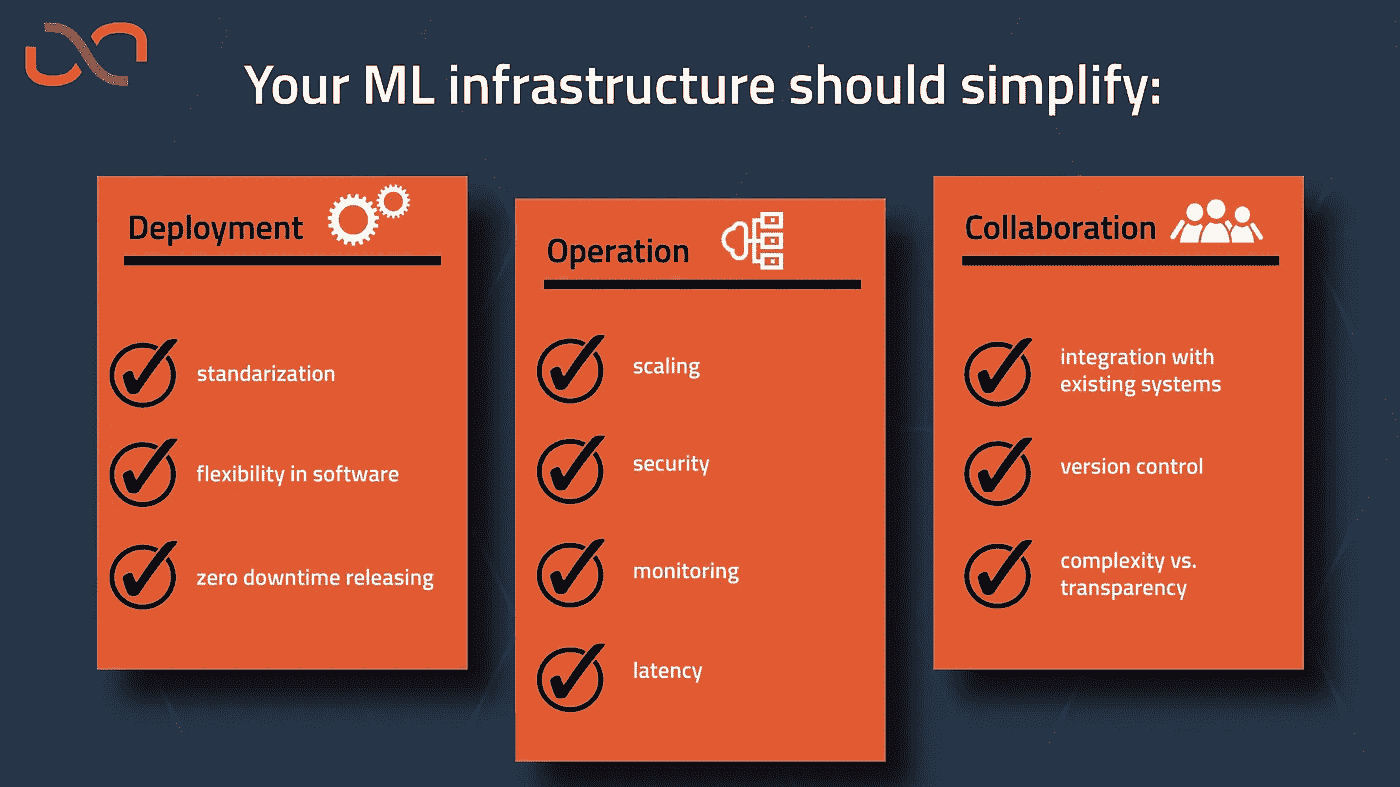 Your ML infrastructure should simplify:
Deployment
standarization
flexibility in software
zero downtime releasing
Operation
scaling
security
monitoring
latency
Collaboration
integration with
existing systems
version control
complexity vs.
transparency